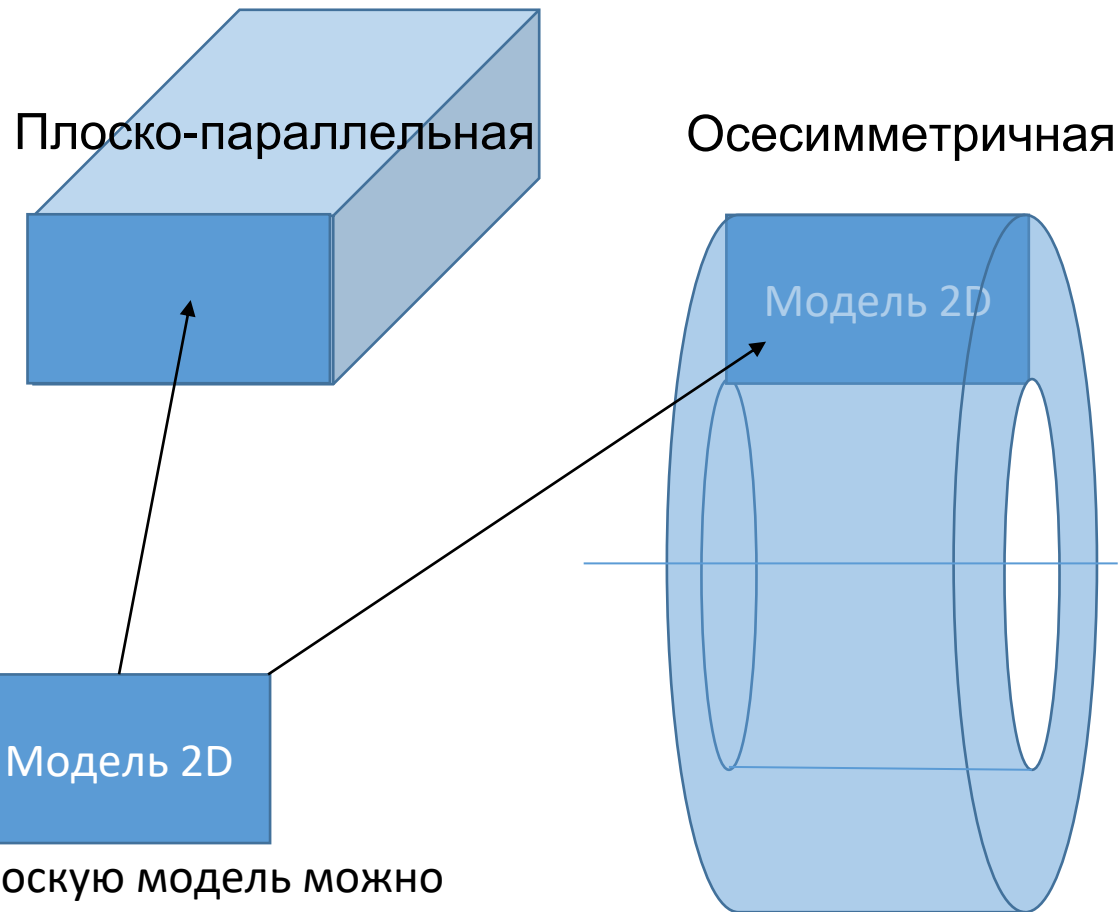 Плоско-параллельная
Осесимметричная
Модель 2D
Модель 2D
оскую модель можно